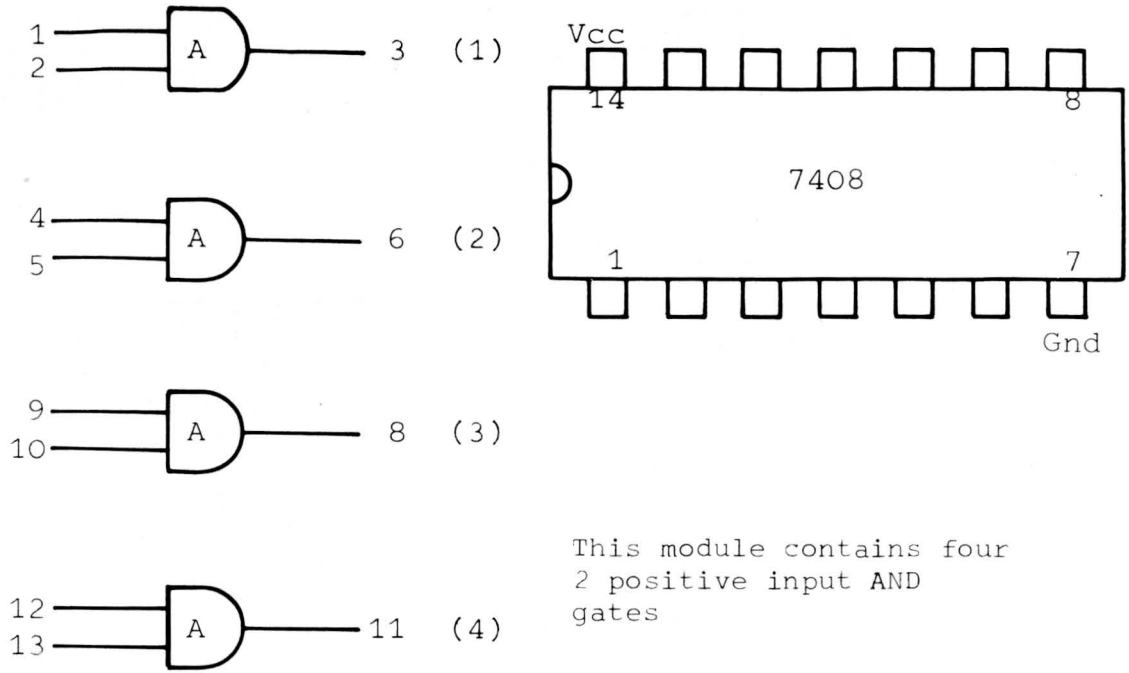 1
2
A
3 (1)
4
5
A
6 (2)
9
10
A
8 (3)
12
13
A
11 (4)
Vcc
14
8
7408
1
7
Gnd
This module contains four
2 positive input AND
gates